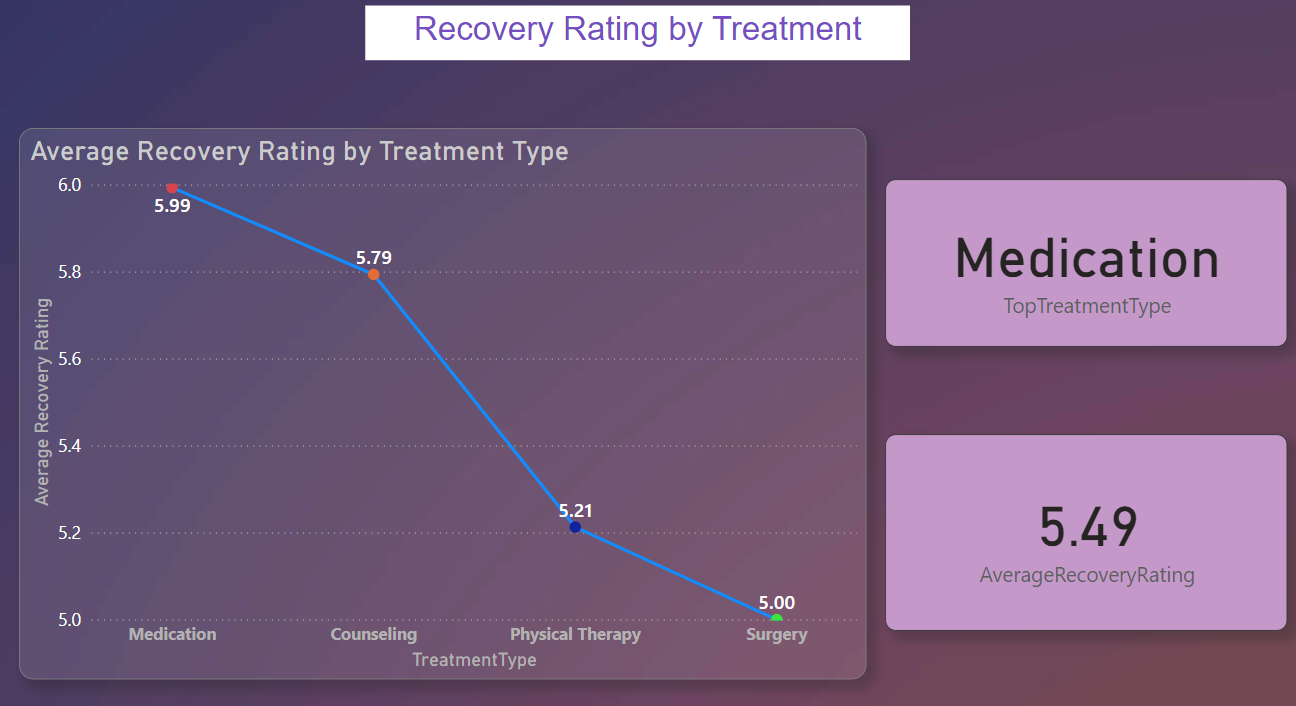 Recovery Rating by Treatment
Average Recovery Rating by Treatment Type
Average Recovery Rating
6.0
5.8
5.6
5.4
5.2
5.0
5.99
5.79
5.21
5.00
Medication Counseling Physical Therapy Surgery
TreatmentType
Medication
TopTreatmentType
5.49
AverageRecoveryRating